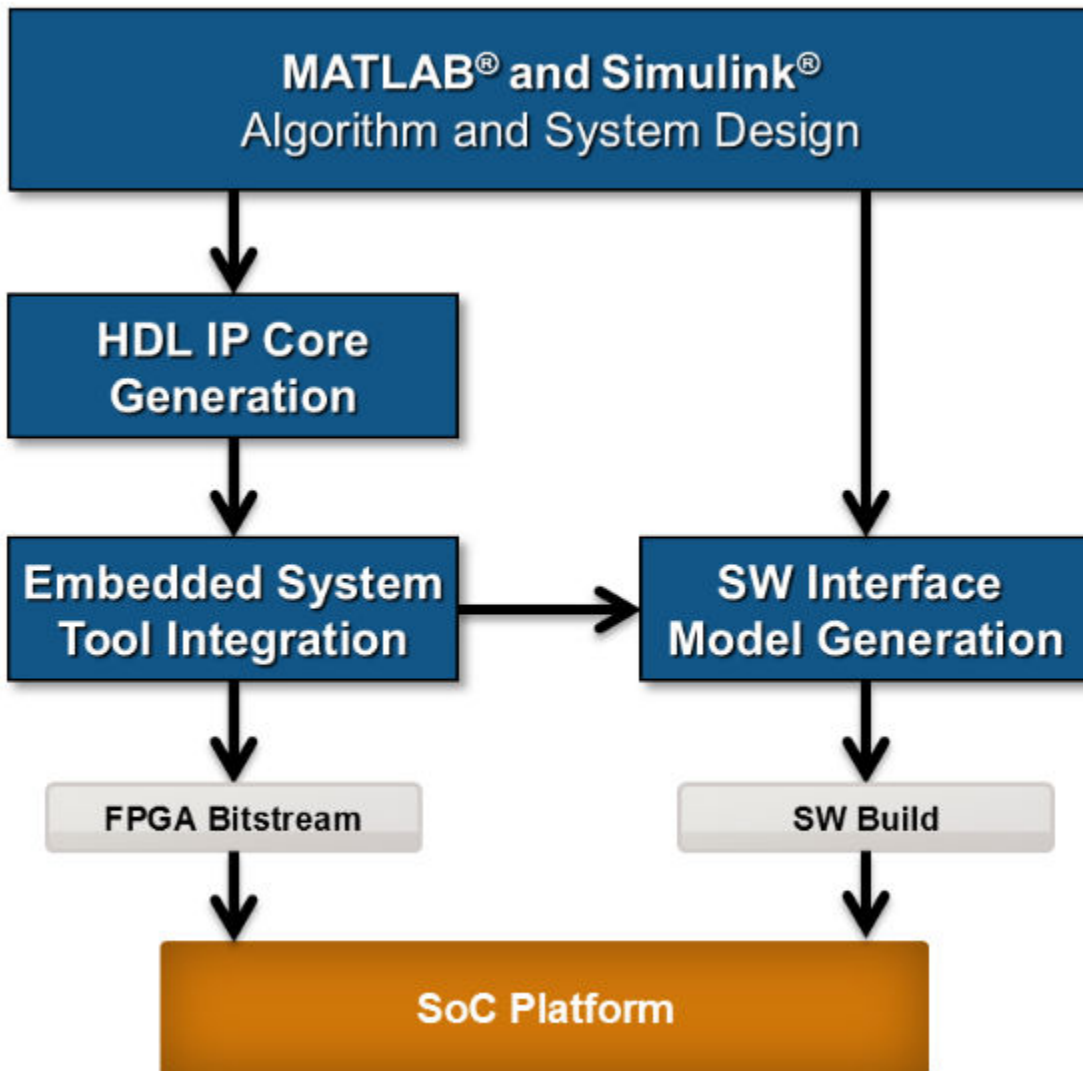 MATLAB® and Simulink®
Algorithm and System Design
HDL IP Core
Generation
Embedded System
Tool Integration
SW Interface
Model Generation
FPGA Bitstream
SW Build
SoC Platform